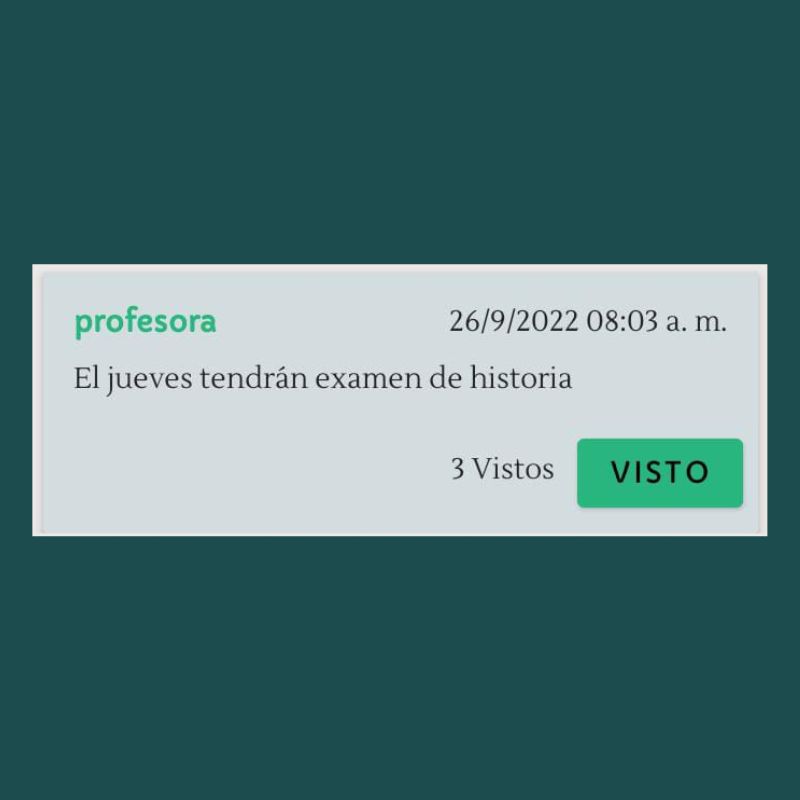 profesora 26/9/2022 08:03 a. m.
El jueves tendrán examen de historia
3 Vistos VISTO